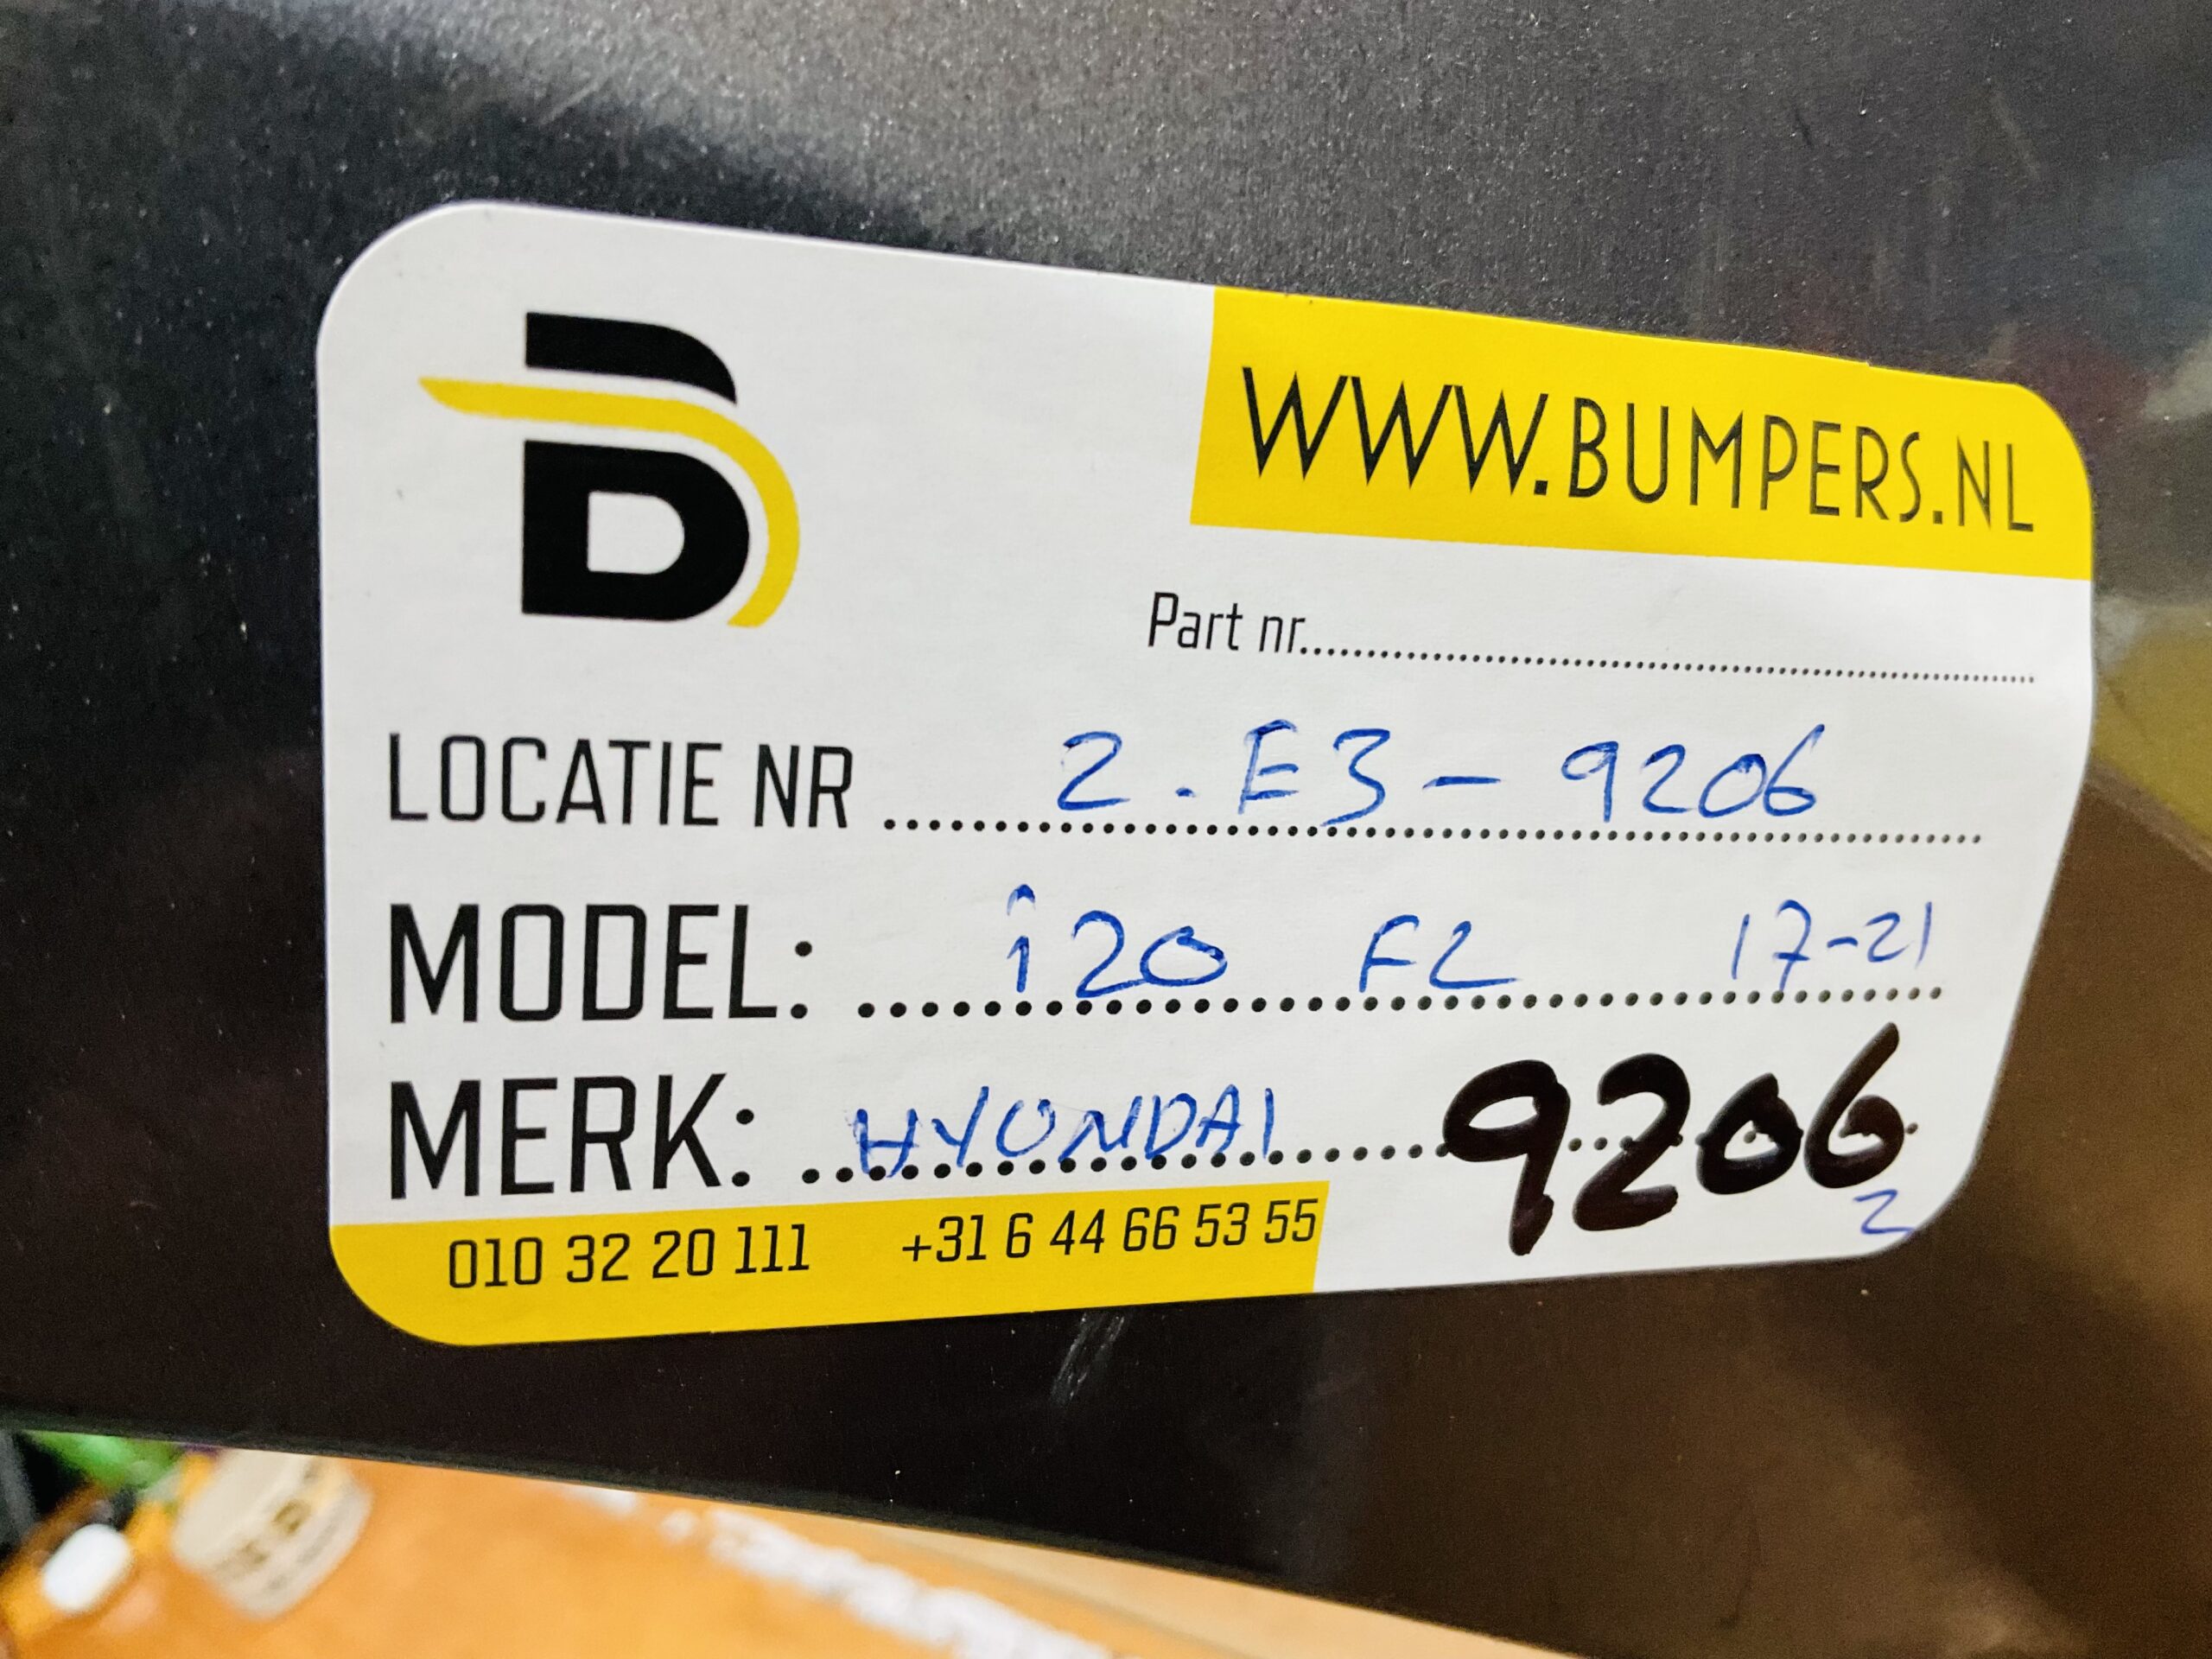 B
WWW.BUMPERS.NL
Part nr.......................................................
LOCATIE NR .... 2. E3 - 9206
MODEL: .... i20 FL 17-21
MERK: .... HYUNDAI .... 9206
2
010 32 20 111 +31 6 44 66 53 55